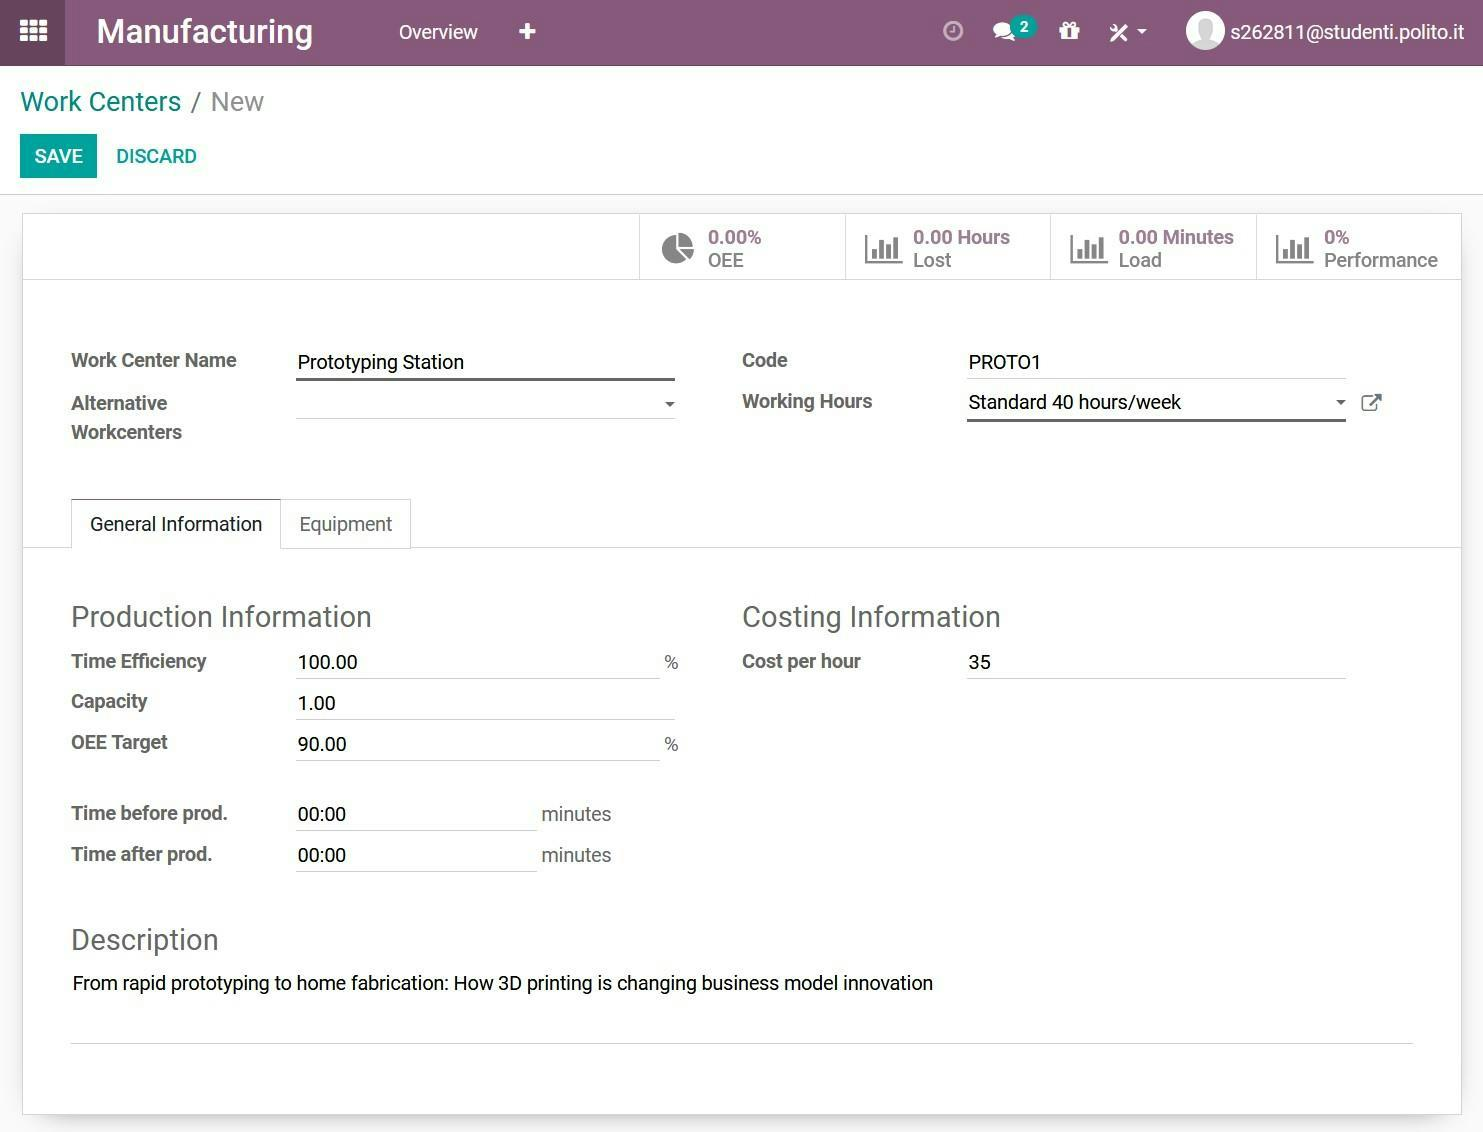 Manufacturing Overview + 2 s262811@studenti.polito.it
Work Centers / New
SAVE DISCARD
0.00% OEE
0.00 Hours Lost
0.00 Minutes Load
0% Performance
Work Center Name Prototyping Station
Code PROTO1
Alternative Workcenters
Working Hours Standard 40 hours/week
General Information Equipment
Production Information
Time Efficiency 100.00 %
Capacity 1.00
OEE Target 90.00 %
Time before prod. 00:00 minutes
Time after prod. 00:00 minutes
Costing Information
Cost per hour 35
Description
From rapid prototyping to home fabrication: How 3D printing is changing business model innovation